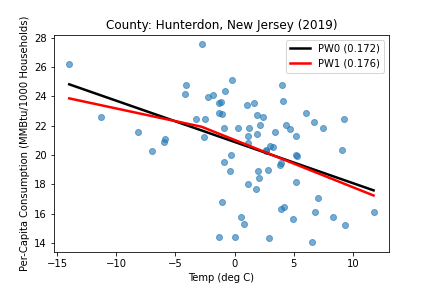 County: Hunterdon, New Jersey (2019)
PW0 (0.172)
PW1 (0.176)
Per-Capita Consumption (MMBtu/1000 Households)
28
26
24
22
20
18
16
14
−15
−10
−5
0
5
10
Temp (deg C)